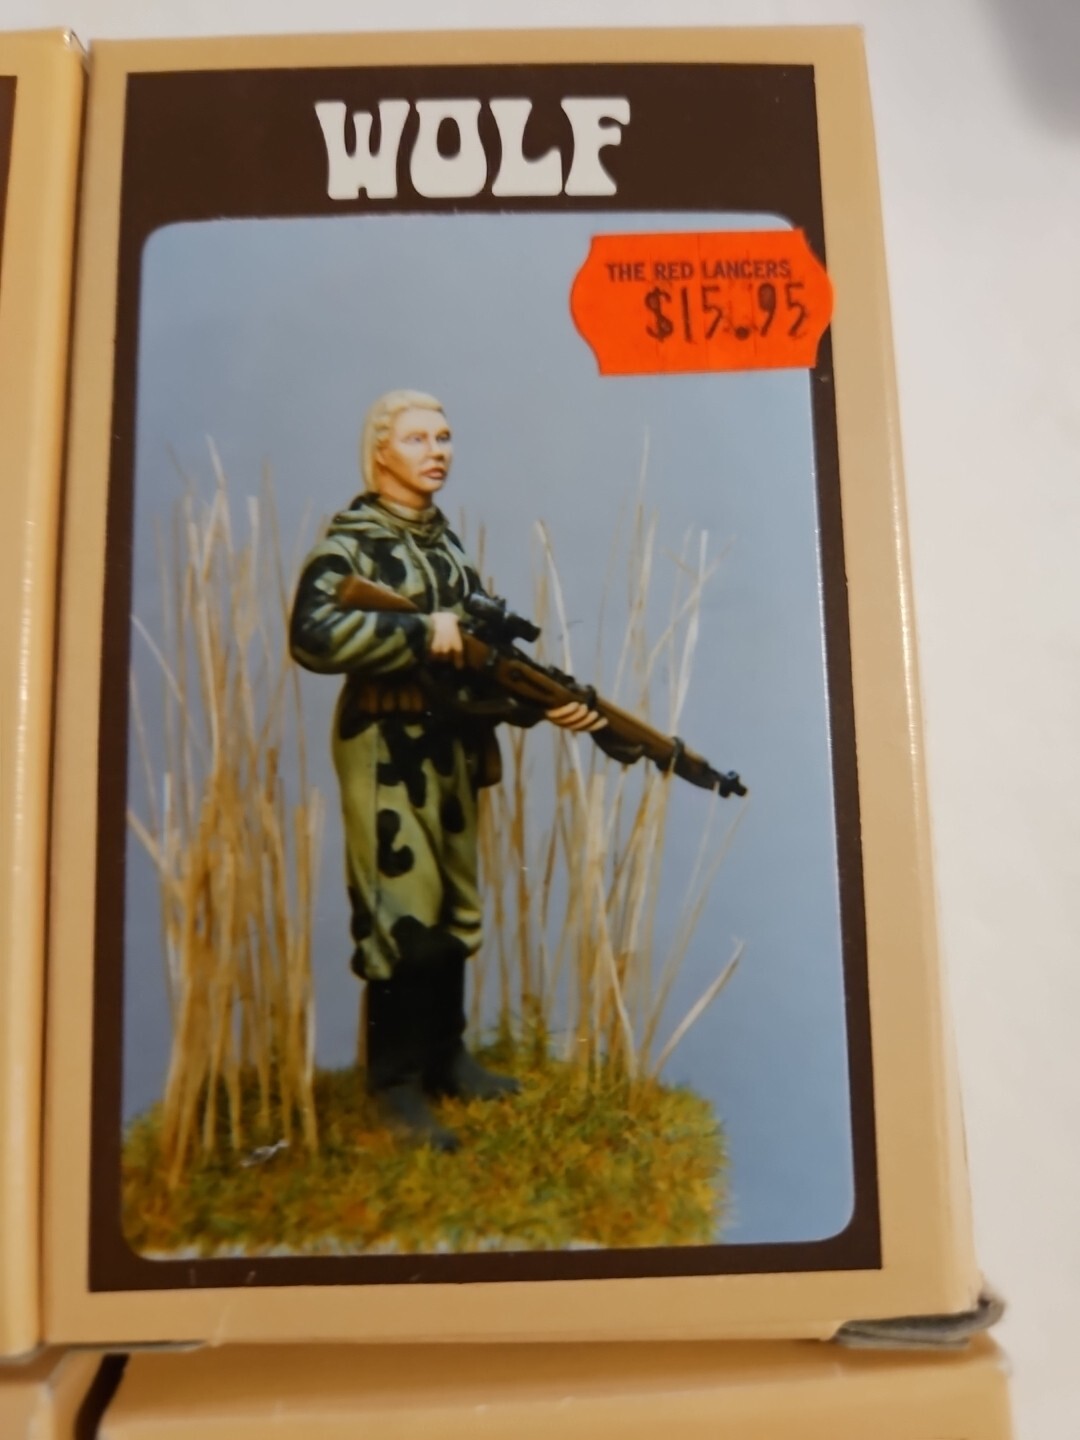 WOLF
THE RED LANCERS
$15.95